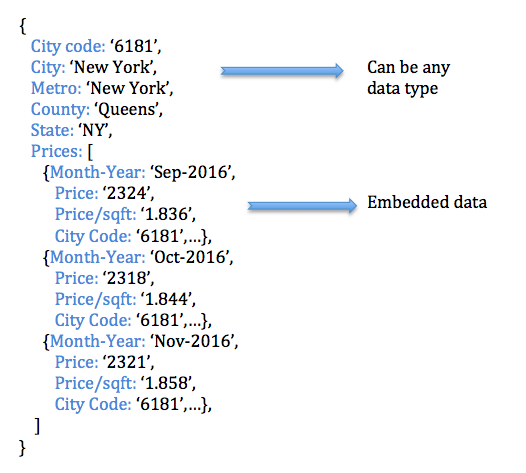 {
City code: ‘6181’,
City: ‘New York’,
Metro: ‘New York’,
County: ‘Queens’,
State: ‘NY’,
Prices: [
{Month-Year: ‘Sep-2016’,
Price: ‘2324’,
Price/sqft: ‘1.836’,
City Code: ‘6181’,...},
{Month-Year: ‘Oct-2016’,
Price: ‘2318’,
Price/sqft: ‘1.844’,
City Code: ‘6181’,...},
{Month-Year: ‘Nov-2016’,
Price: ‘2321’,
Price/sqft: ‘1.858’,
City Code: ‘6181’,...},
]
}
Can be any
data type
Embedded data